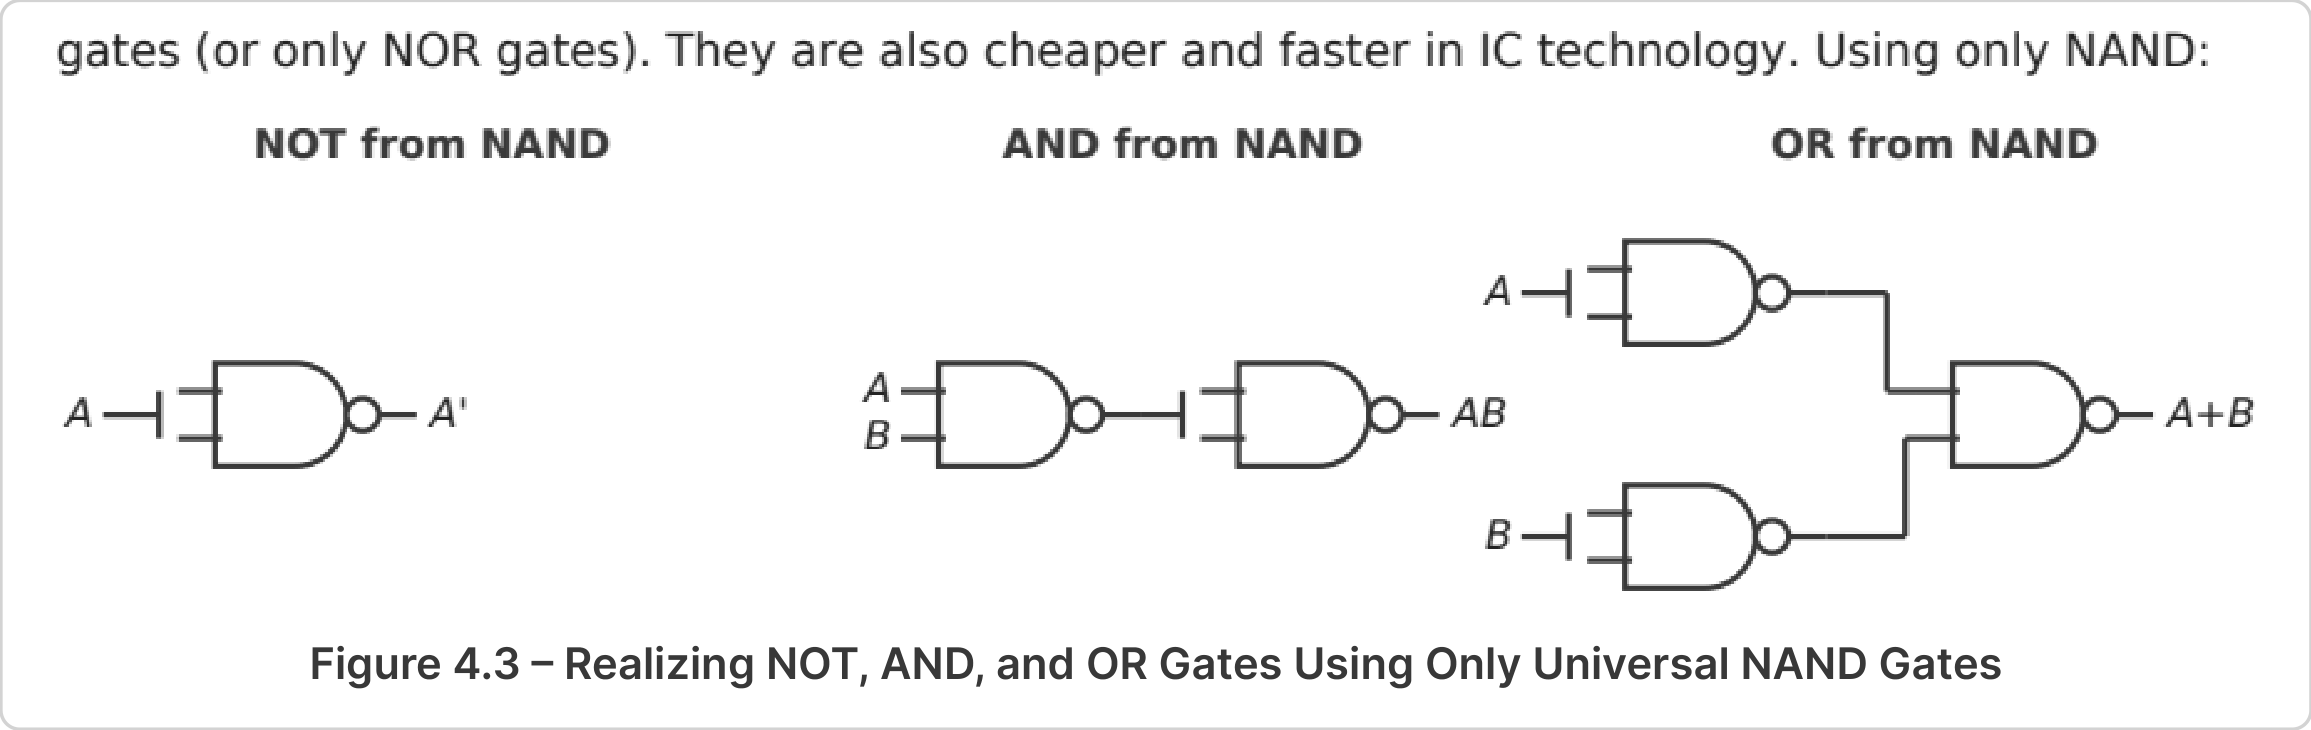 gates (or only NOR gates). They are also cheaper and faster in IC technology. Using only NAND:
NOT from NAND
AND from NAND
OR from NAND
A
A'
A
B
AB
A
B
A+B
Figure 4.3 – Realizing NOT, AND, and OR Gates Using Only Universal NAND Gates